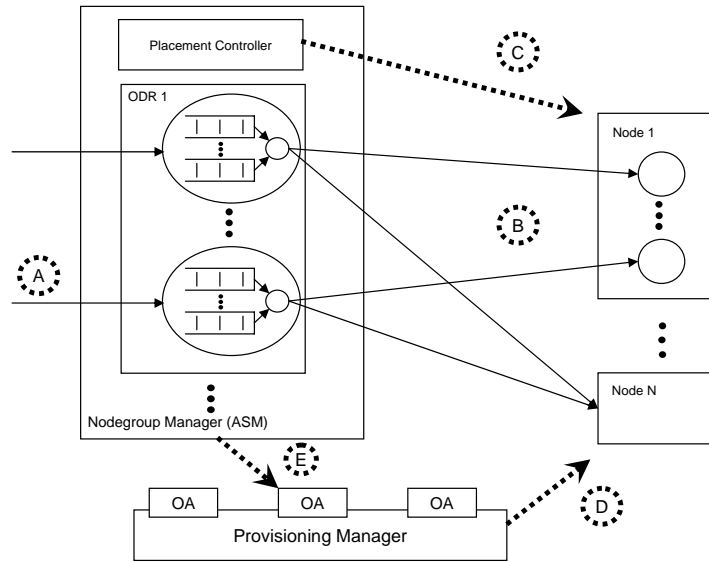 Placement Controller
C
ODR 1
Node 1
B
A
Node N
Nodegroup Manager (ASM)
E
OA
OA
OA
D
Provisioning Manager